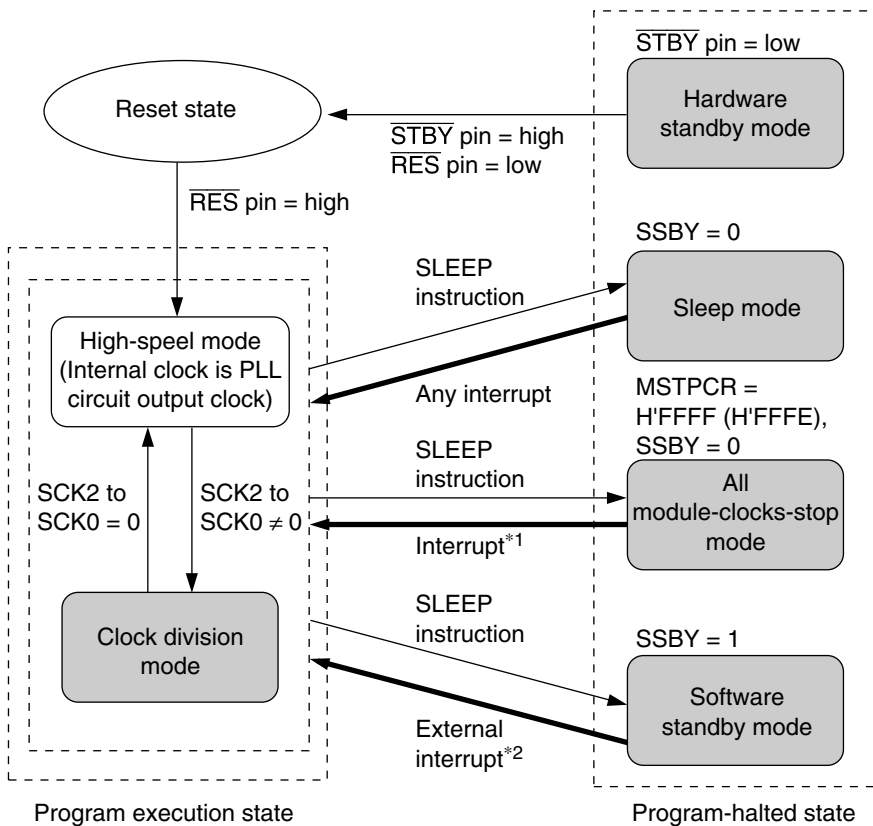 STBY pin = low
Hardware
standby mode
Reset state
STBY pin = high
RES pin = low
RES pin = high
SSBY = 0
SLEEP
instruction
Sleep mode
High-speel mode
(Internal clock is PLL
circuit output clock)
Any interrupt
MSTPCR =
H'FFFF (H'FFFE),
SSBY = 0
SLEEP
instruction
All
module-clocks-stop
mode
SCK2 to
SCK0 = 0
SCK2 to
SCK0 ≠ 0
Interrupt*1
SLEEP
instruction
Clock division
mode
SSBY = 1
Software
standby mode
External
interrupt*2
Program execution state
Program-halted state